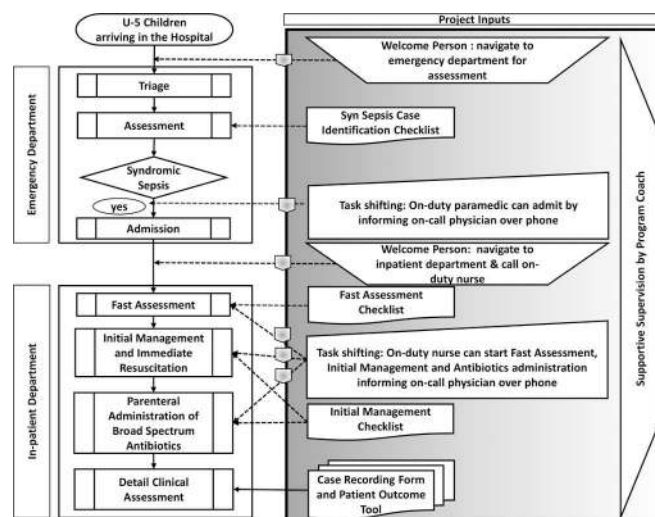 U-5 Children
arriving in the Hospital
Project Inputs
Welcome Person : navigate to
emergency department for
assessment
Emergency Department
Triage
Assessment
Syn Sepsis Case
Identification Checklist
Syndromic
Sepsis
yes
Task shifting: On-duty paramedic can admit by
informing on-call physician over phone
Admission
Welcome Person: navigate to
inpatient department & call on-
duty nurse
Supportive Supervision by Program Coach
In-patient Department
Fast Assessment
Fast Assessment
Checklist
Initial Management
and Immediate
Resuscitation
Task shifting: On-duty nurse can start Fast Assessment,
Initial Management and Antibiotics administration
informing on-call physician over phone
Parenteral
Administration of
Broad Spectrum
Antibiotics
Initial Management
Checklist
Detail Clinical
Assessment
Case Recording Form
and Patient Outcome
Tool